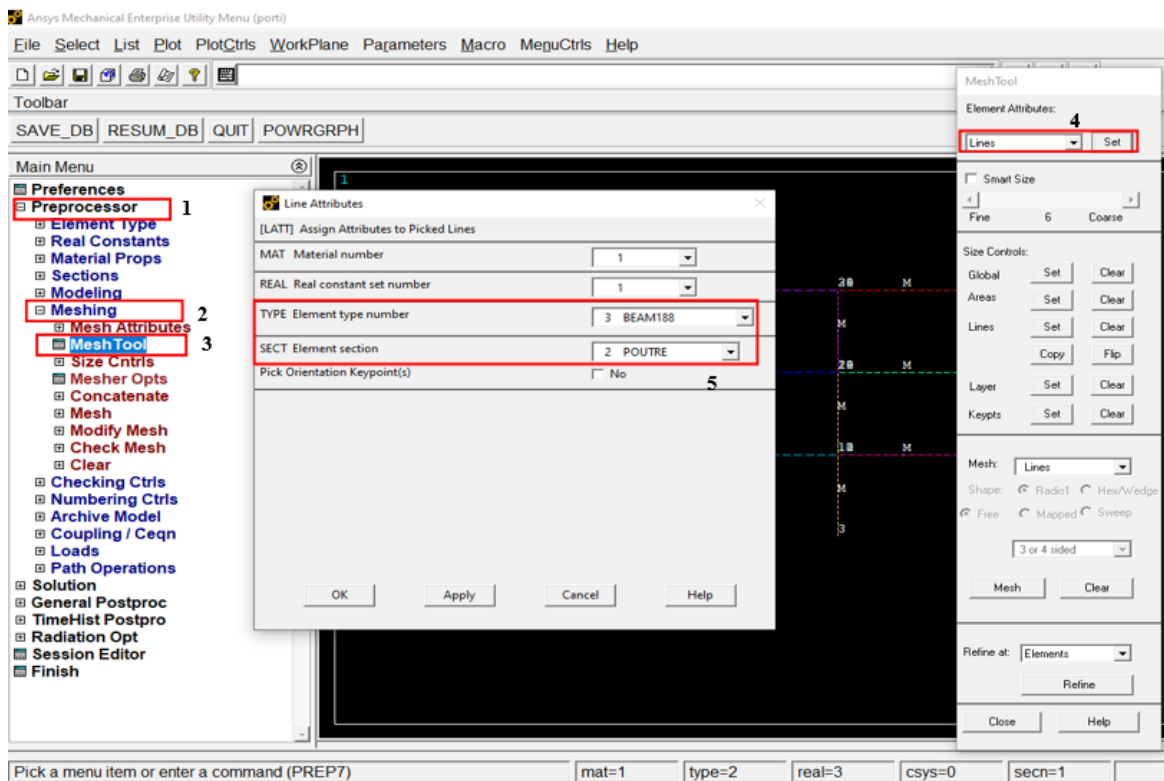 Ansys Mechanical Enterprise Utility Menu (porti)
File Select List Plot PlotCtrls WorkPlane Parameters Macro MenuCtrls Help
Toolbar
SAVE_DB RESUM_DB QUIT POWRGRPH
Main Menu
Preferences
Preprocessor 1
Element Type
Real Constants
Material Props
Sections
Modeling
Meshing 2
Mesh Attributes
MeshTool 3
Size Cntrls
Mesher Opts
Concatenate
Mesh
Modify Mesh
Check Mesh
Clear
Checking Ctrls
Numbering Ctrls
Archive Model
Coupling / Ceqn
Loads
Path Operations
Solution
General Postproc
TimeHist Postpro
Radiation Opt
Session Editor
Finish
1
Line Attributes
[LATT] Assign Attributes to Picked Lines
MAT Material number 1
REAL Real constant set number 1
TYPE Element type number 3 BEAM188
SECT Element section 2 POUTRE
Pick Orientation Keypoint(s) No
5
OK Apply Cancel Help
M
M
M
M
M
M
3
MeshTool
Element Attributes:
4
Lines Set
Smart Size
Fine 6 Coarse
Size Controls:
Global Set Clear
Areas Set Clear
Lines Set Clear
Copy Flip
Layer Set Clear
Keypts Set Clear
Mesh: Lines
Shape: Radio1 Hex/Wedge
Free Mapped Sweep
3 or 4 sided
Mesh Clear
Refine at: Elements
Refine
Close Help
Pick a menu item or enter a command (PREP7) mat=1 type=2 real=3 csys=0 secn=1